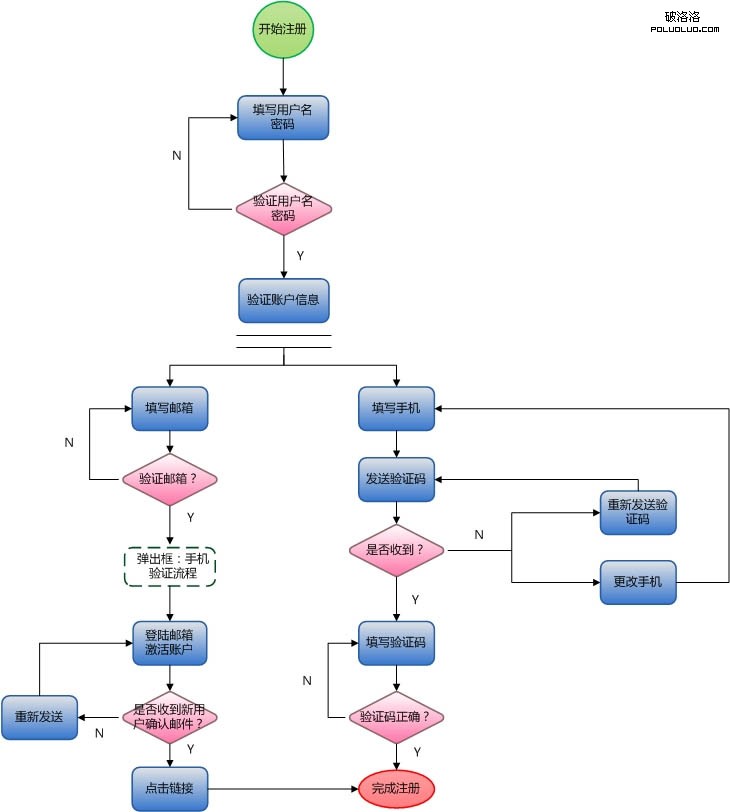 破洛洛
POLUOLUO.COM
开始注册
填写用户名
密码
N
验证用户名
密码
Y
验证账户信息
填写邮箱
填写手机
N
验证邮箱？
发送验证码
重新发送验
证码
Y
N
是否收到？
弹出框：手机
验证流程
更改手机
Y
登陆邮箱
激活账户
填写验证码
N
重新发送
N
是否收到新用
户确认邮件？
验证码正确？
Y
Y
点击链接
完成注册